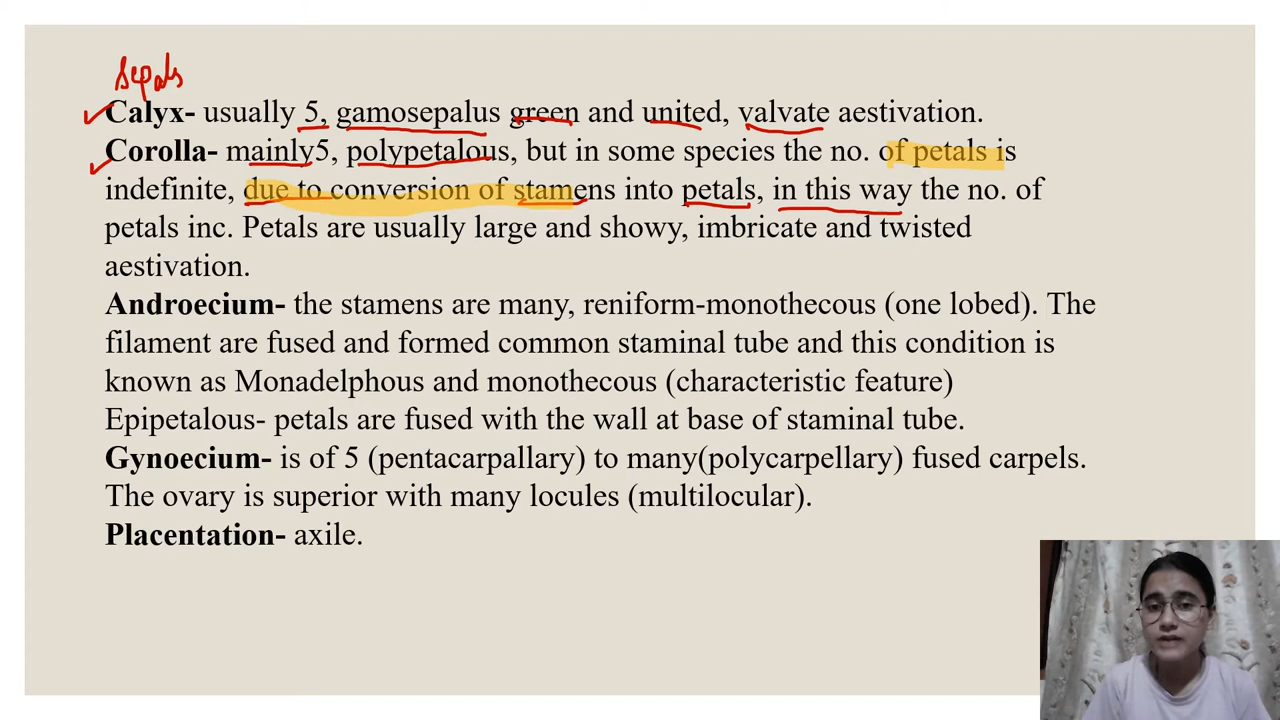 sepals
Calyx- usually 5, gamosepalus green and united, valvate aestivation.
Corolla- mainly5, polypetalous, but in some species the no. of petals is
indefinite, due to conversion of stamens into petals, in this way the no. of
petals inc. Petals are usually large and showy, imbricate and twisted
aestivation.
Androecium- the stamens are many, reniform-monothecous (one lobed). The
filament are fused and formed common staminal tube and this condition is
known as Monadelphous and monothecous (characteristic feature)
Epipetalous- petals are fused with the wall at base of staminal tube.
Gynoecium- is of 5 (pentacarpallary) to many(polycarpellary) fused carpels.
The ovary is superior with many locules (multilocular).
Placentation- axile.